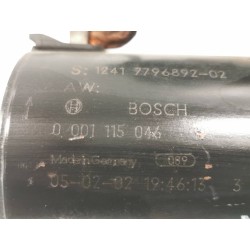 S: 1241 7796892-02
AW:
BOSCH
0 001 115 046
Made in Germany 089
05-02-02 19:46:13 3